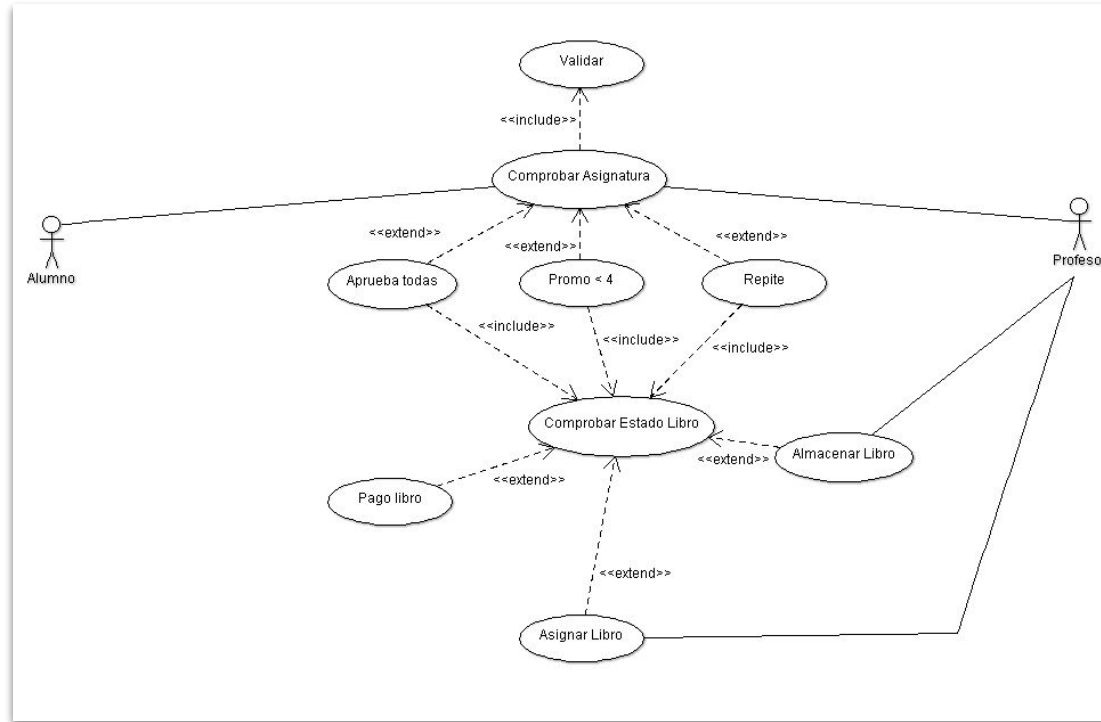 Validar
<<include>>
Comprobar Asignatura
<<extend>>
<<extend>>
<<extend>>
Alumno
Profeso
Aprueba todas
Promo < 4
Repite
<<include>>
<<include>>
<<include>>
Comprobar Estado Libro
Almacenar Libro
<<extend>>
<<extend>>
Pago libro
<<extend>>
Asignar Libro